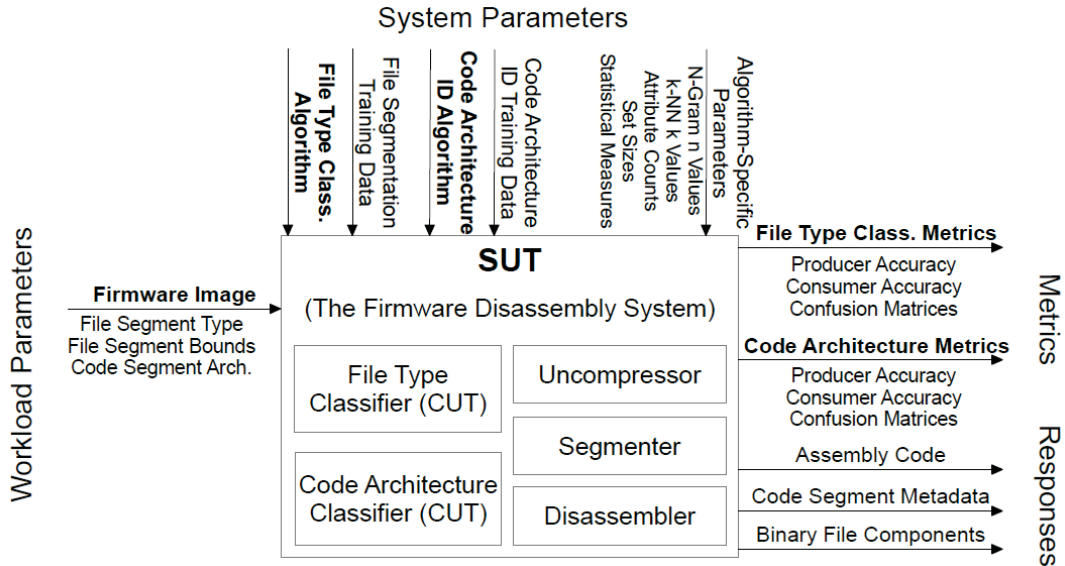 System Parameters
File Type Class.
Algorithm
File Segmentation
Training Data
Code Architecture
ID Algorithm
Code Architecture
ID Training Data
Algorithm-Specific
Parameters
N-Gram n Values
k-NN k Values
Attribute Counts
Set Sizes
Statistical Measures
Workload Parameters
Firmware Image
File Segment Type
File Segment Bounds
Code Segment Arch.
SUT
(The Firmware Disassembly System)
File Type
Classifier (CUT)
Code Architecture
Classifier (CUT)
Uncompressor
Segmenter
Disassembler
File Type Class. Metrics
Producer Accuracy
Consumer Accuracy
Confusion Matrices
Code Architecture Metrics
Producer Accuracy
Consumer Accuracy
Confusion Matrices
Assembly Code
Code Segment Metadata
Binary File Components
Metrics
Responses